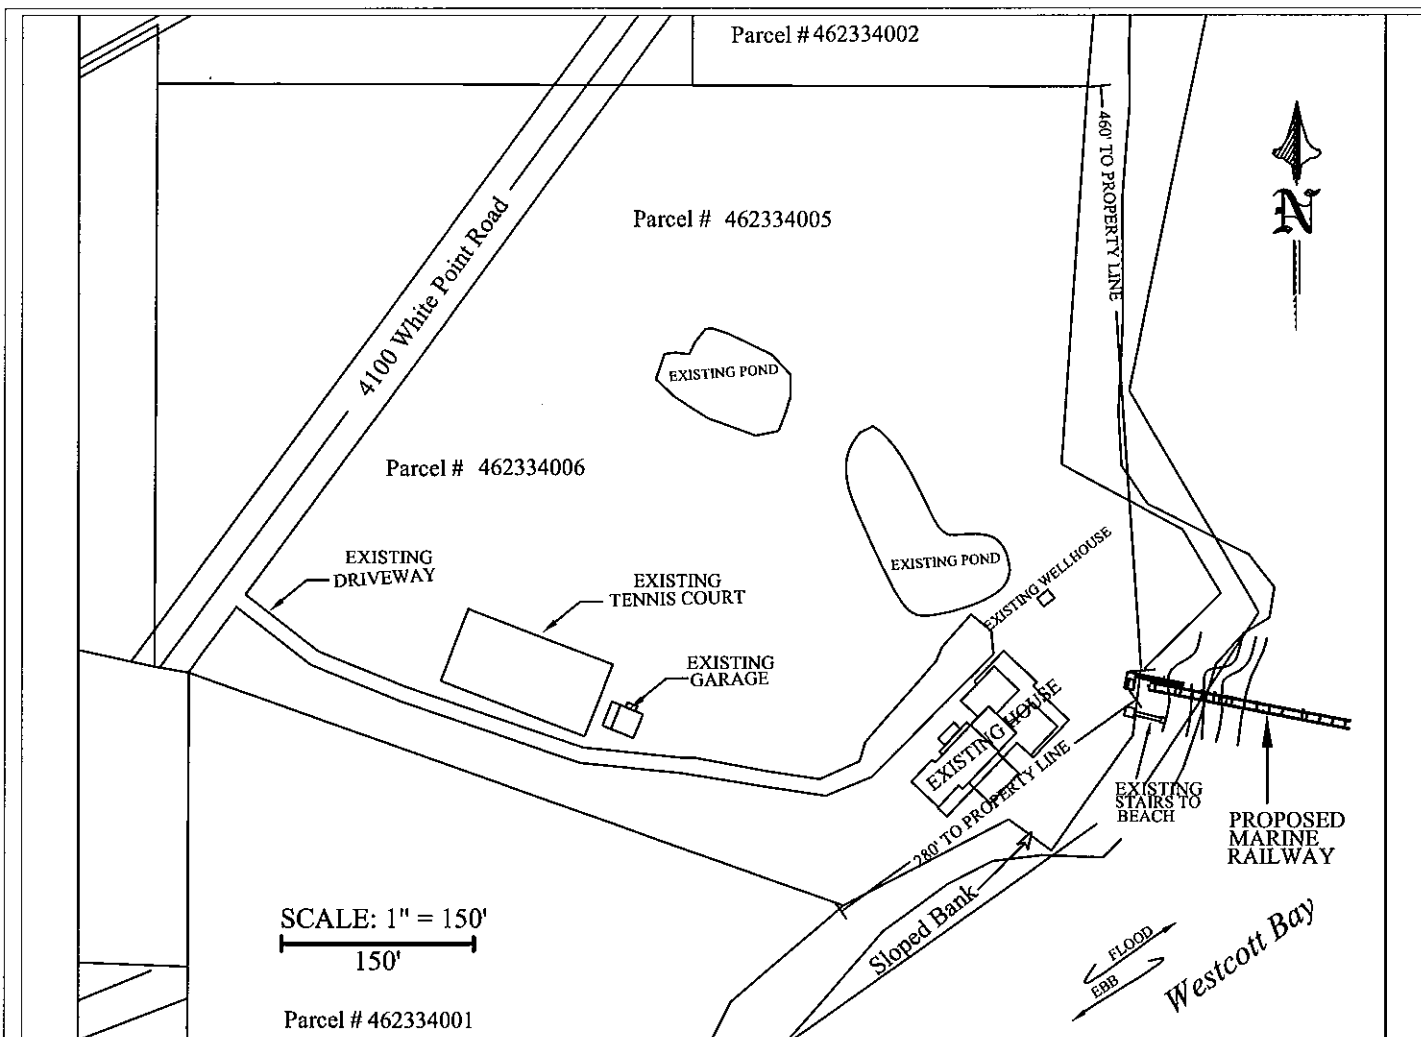 Parcel # 462334002
460' TO PROPERTY LINE
N
4100 White Point Road
Parcel # 462334005
EXISTING POND
Parcel # 462334006
EXISTING
DRIVEWAY
EXISTING
TENNIS COURT
EXISTING POND
EXISTING WELLHOUSE
EXISTING
GARAGE
EXISTING HOUSE
280' TO PROPERTY LINE
EXISTING
STAIRS TO
BEACH
PROPOSED
MARINE
RAILWAY
Sloped Bank
SCALE: 1" = 150'
150'
FLOOD
EBB
Westcott Bay
Parcel # 462334001